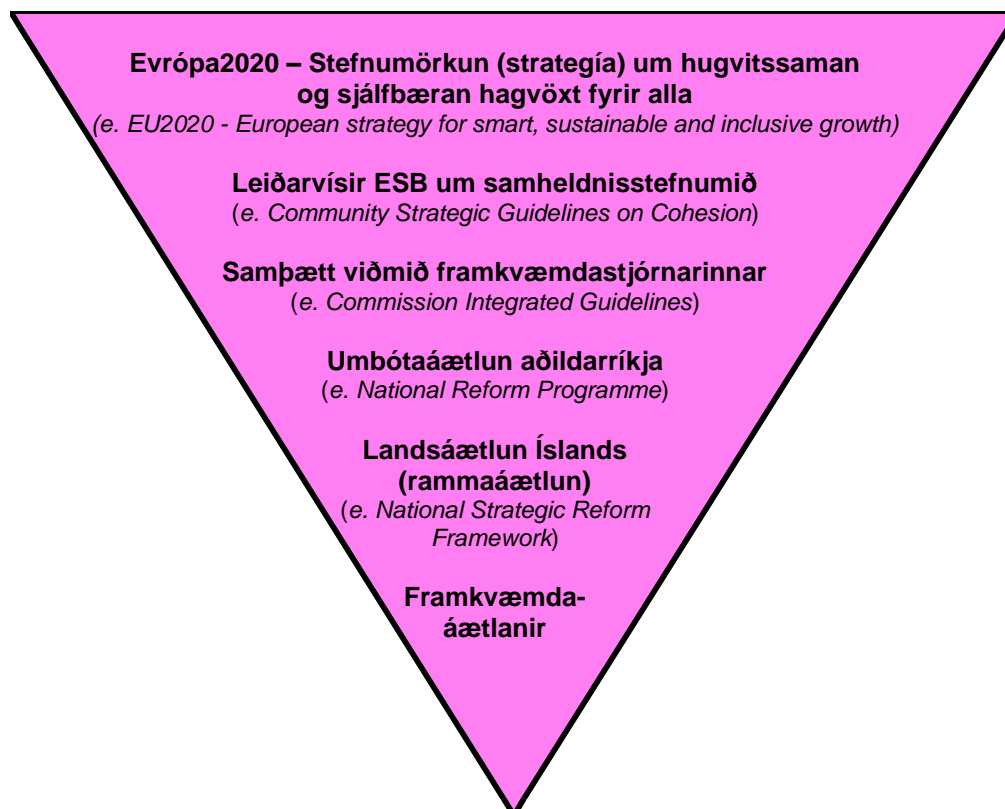 Evrópa2020 – Stefnumörkun (strategía) um hugvitssaman
og sjálfbæran hagvöxt fyrir alla
(e. EU2020 - European strategy for smart, sustainable and inclusive growth)
Leiðarvísir ESB um samheldnisstefnumið
(e. Community Strategic Guidelines on Cohesion)
Samþætt viðmið framkvæmdastjórnarinnar
(e. Commission Integrated Guidelines)
Umbótaáætlun aðildarríkja
(e. National Reform Programme)
Landsáætlun Íslands
(rammaáætlun)
(e. National Strategic Reform
Framework)
Framkvæmda-
áætlanir